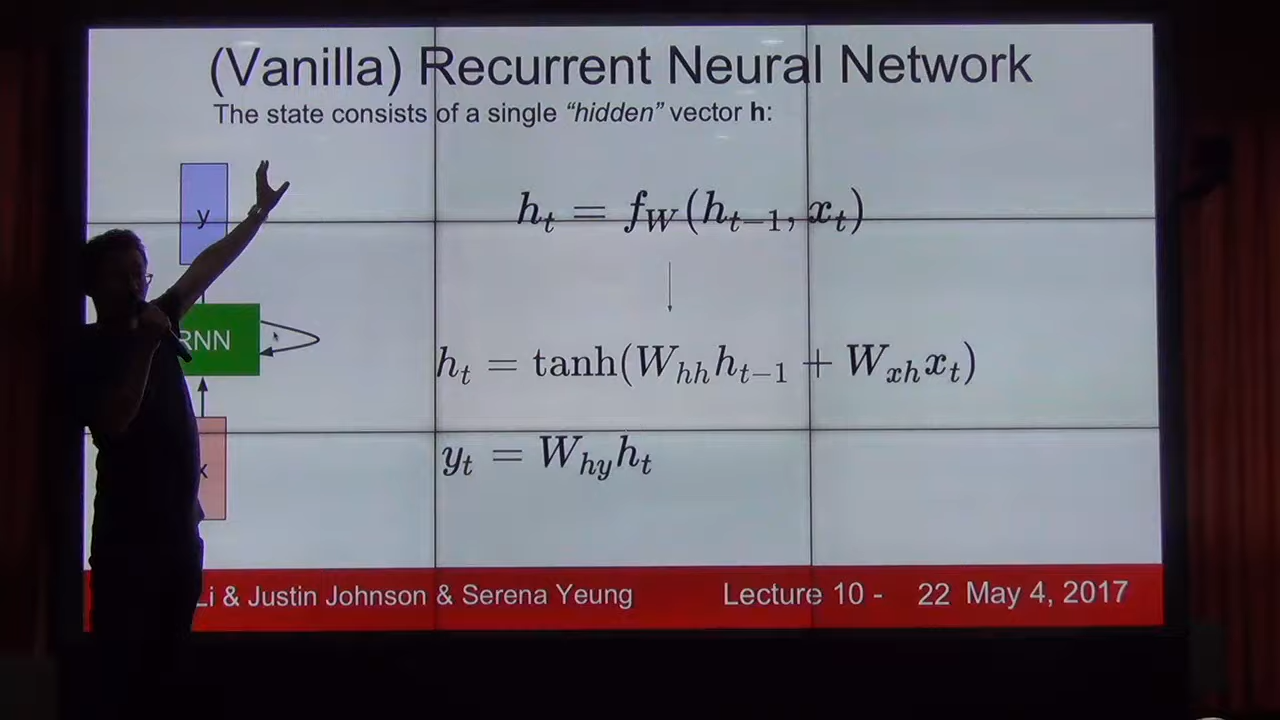 (Vanilla) Recurrent Neural Network
The state consists of a single “hidden” vector h:
y
h_t = f_W(h_{t-1}, x_t)
RNN
h_t = tanh(W_{hh}h_{t-1} + W_{xh}x_t)
y_t = W_{hy}h_t
x
Li & Justin Johnson & Serena Yeung
Lecture 10 - 22 May 4, 2017